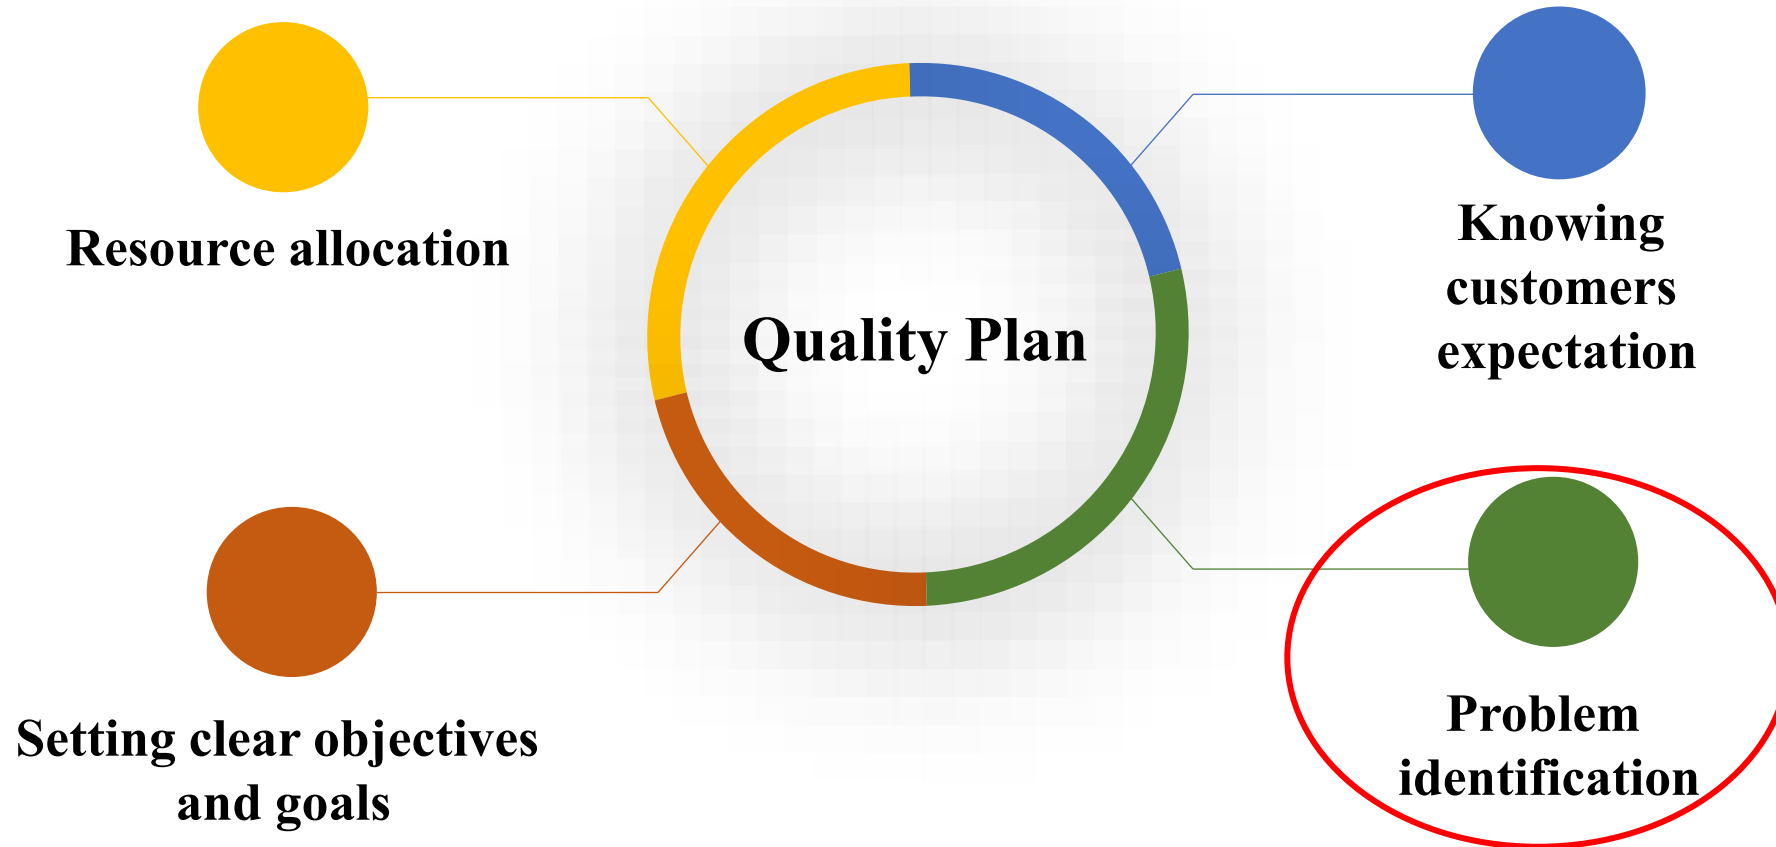 Resource allocation
Knowing
customers
expectation
Quality Plan
Setting clear objectives
and goals
Problem
identification